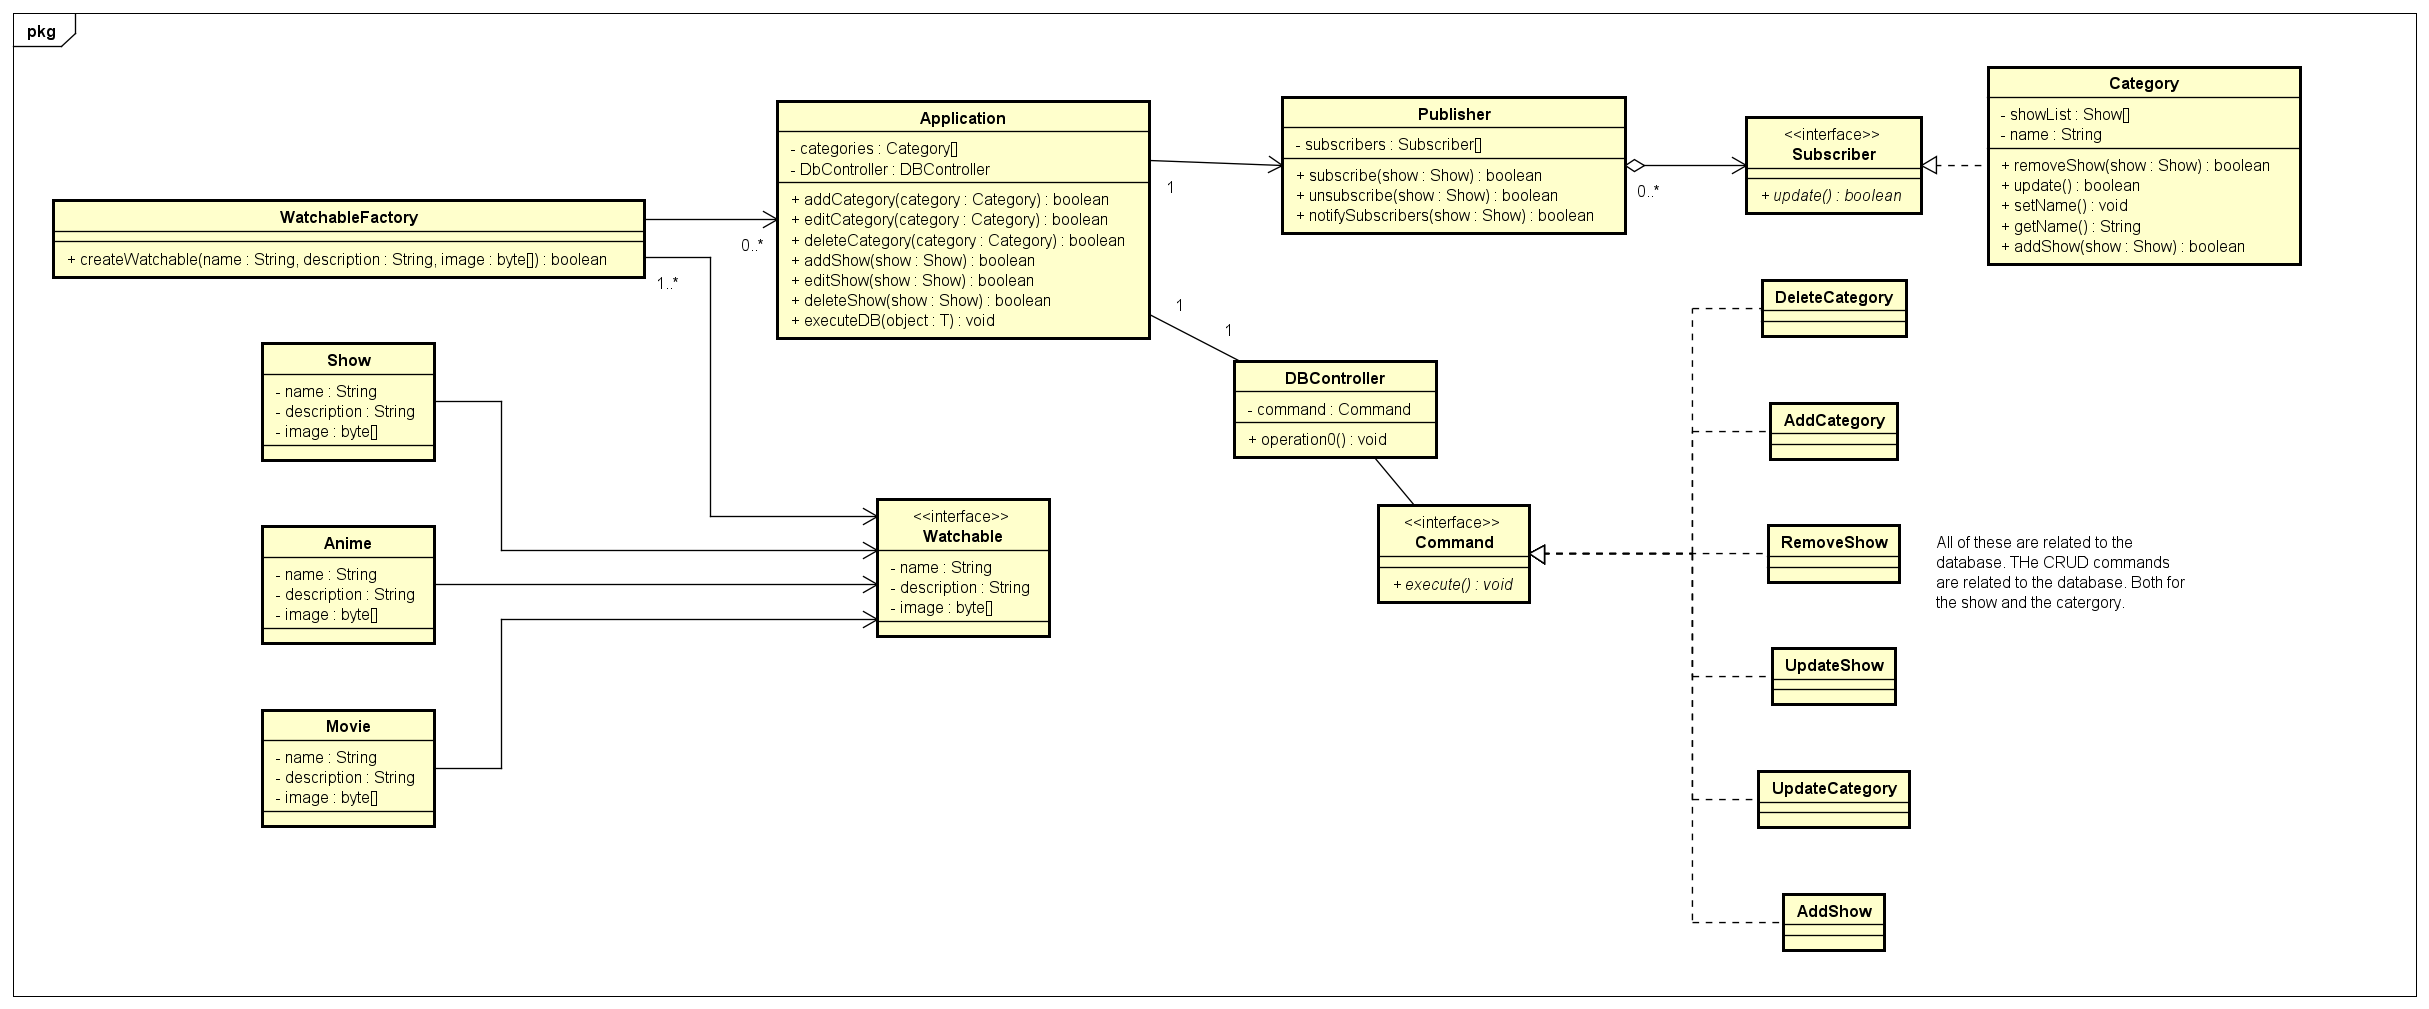 pkg
WatchableFactory
+ createWatchable(name : String, description : String, image : byte[]) : boolean
0..*
1..*
Application
- categories : Category[]
- DbController : DBController
+ addCategory(category : Category) : boolean
+ editCategory(category : Category) : boolean
+ deleteCategory(category : Category) : boolean
+ addShow(show : Show) : boolean
+ editShow(show : Show) : boolean
+ deleteShow(show : Show) : boolean
+ executeDB(object : T) : void
1
1
1
Publisher
- subscribers : Subscriber[]
+ subscribe(show : Show) : boolean
+ unsubscribe(show : Show) : boolean
+ notifySubscribers(show : Show) : boolean
0..*
<<interface>>
Subscriber
+ update() : boolean
Category
- showList : Show[]
- name : String
+ removeShow(show : Show) : boolean
+ update() : boolean
+ setName() : void
+ getName() : String
+ addShow(show : Show) : boolean
Show
- name : String
- description : String
- image : byte[]
Anime
- name : String
- description : String
- image : byte[]
Movie
- name : String
- description : String
- image : byte[]
<<interface>>
Watchable
- name : String
- description : String
- image : byte[]
DBController
- command : Command
+ operation0() : void
<<interface>>
Command
+ execute() : void
DeleteCategory
AddCategory
RemoveShow
UpdateShow
UpdateCategory
AddShow
All of these are related to the
database. THe CRUD commands
are related to the database. Both for
the show and the catergory.